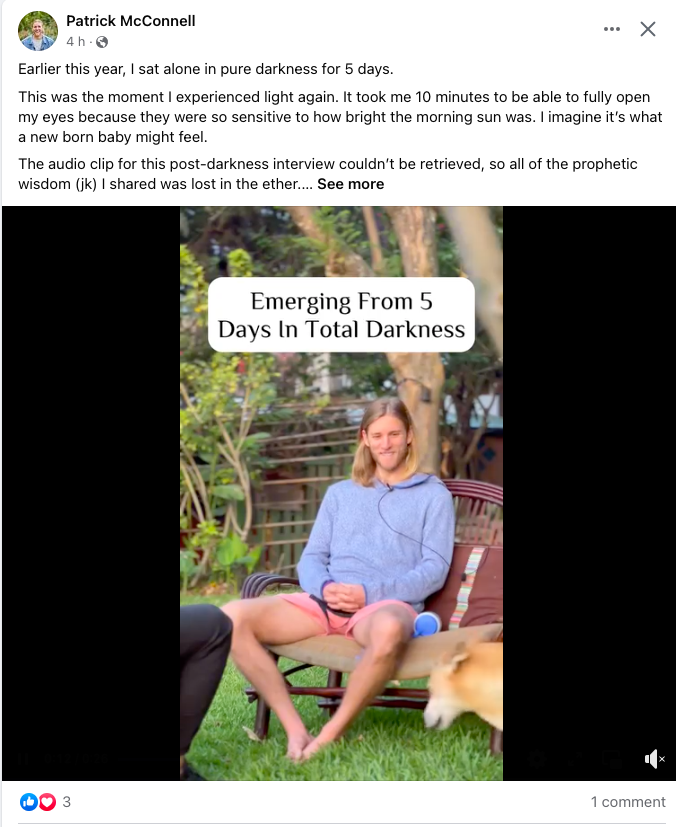 Patrick McConnell
4 h ·
Earlier this year, I sat alone in pure darkness for 5 days.
This was the moment I experienced light again. It took me 10 minutes to be able to fully open
my eyes because they were so sensitive to how bright the morning sun was. I imagine it’s what
a new born baby might feel.
The audio clip for this post-darkness interview couldn’t be retrieved, so all of the prophetic
wisdom (jk) I shared was lost in the ether.... See more
Emerging From 5
Days In Total Darkness
3
1 comment